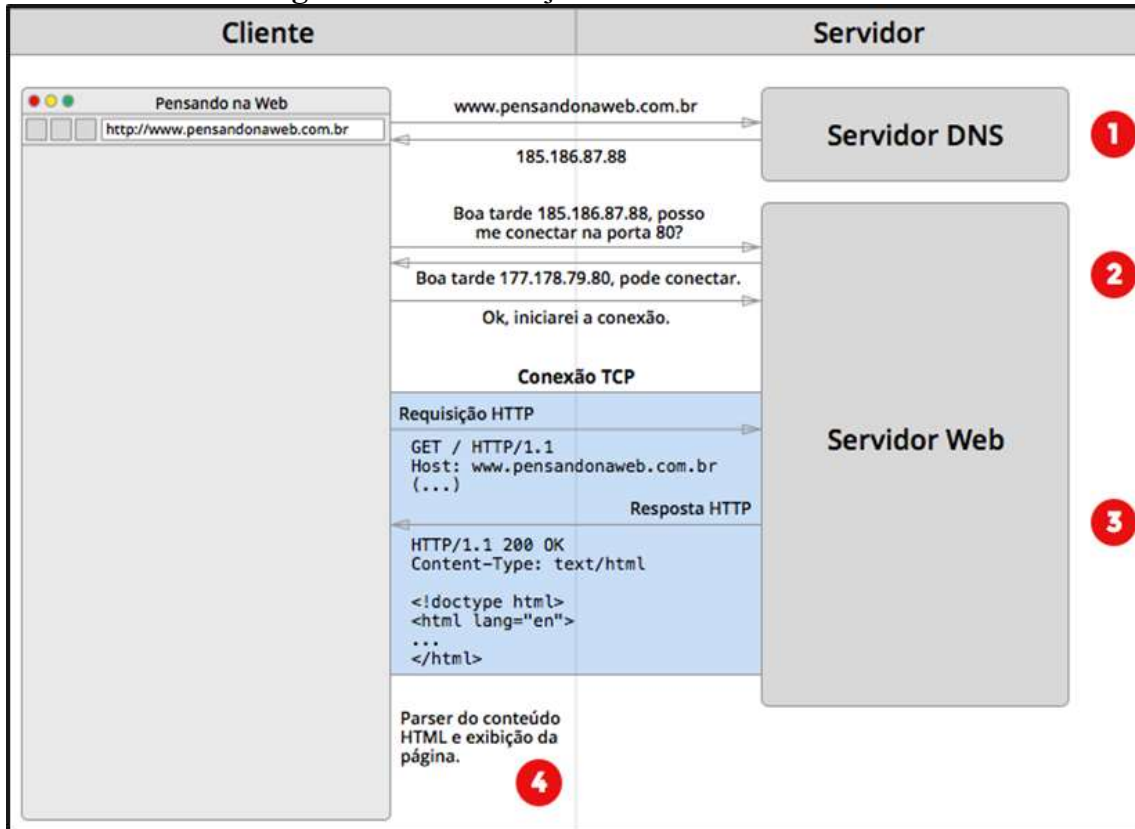 Cliente
Servidor
Pensando na Web
http://www.pensandonaweb.com.br
www.pensandonaweb.com.br
185.186.87.88
Servidor DNS
1
Boa tarde 185.186.87.88, posso
me conectar na porta 80?
Boa tarde 177.178.79.80, pode conectar.
Ok, iniciarei a conexão.
2
Conexão TCP
Requisição HTTP
GET / HTTP/1.1
Host: www.pensandonaweb.com.br
(...)
Resposta HTTP
HTTP/1.1 200 OK
Content-Type: text/html
<!doctype html>
<html lang="en">
...
</html>
Servidor Web
3
Parser do conteúdo
HTML e exibição da
página.
4